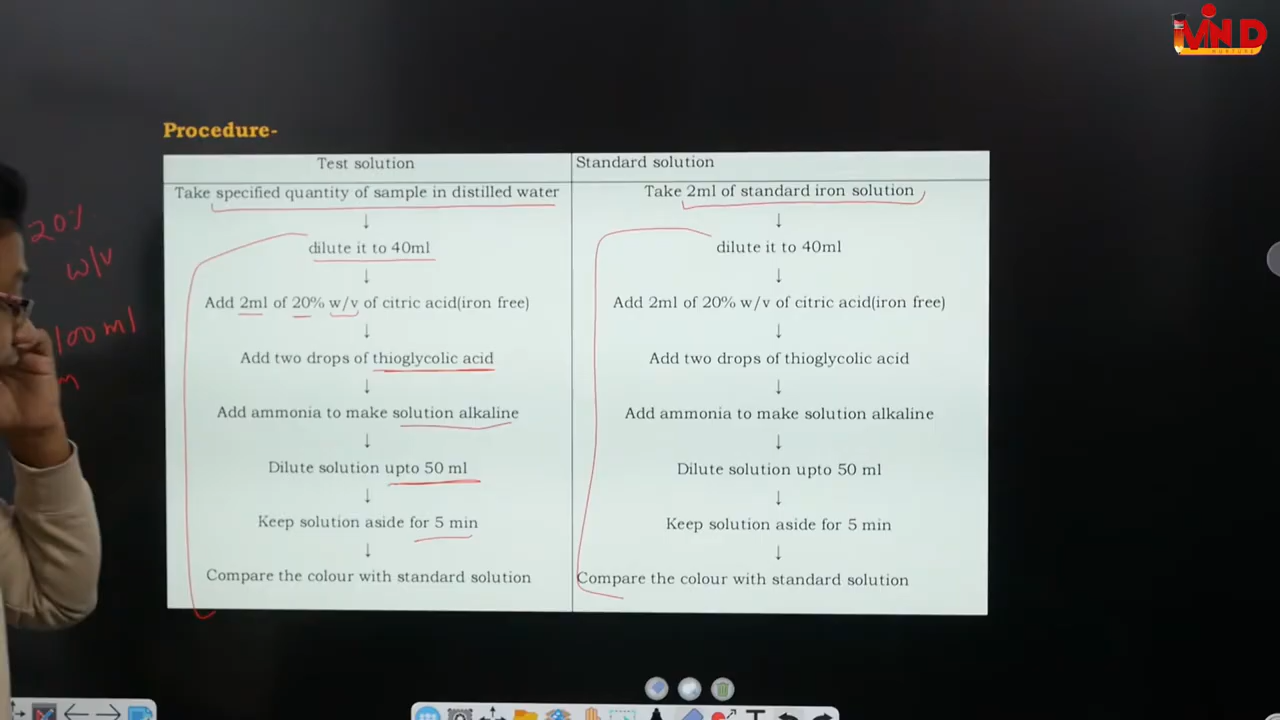 MIND
NURTURE
Procedure-
Test solution
Standard solution
Take specified quantity of sample in distilled water
↓
dilute it to 40ml
↓
Add 2ml of 20% w/v of citric acid(iron free)
↓
Add two drops of thioglycolic acid
↓
Add ammonia to make solution alkaline
↓
Dilute solution upto 50 ml
↓
Keep solution aside for 5 min
↓
Compare the colour with standard solution
Take 2ml of standard iron solution
↓
dilute it to 40ml
↓
Add 2ml of 20% w/v of citric acid(iron free)
↓
Add two drops of thioglycolic acid
↓
Add ammonia to make solution alkaline
↓
Dilute solution upto 50 ml
↓
Keep solution aside for 5 min
↓
Compare the colour with standard solution
20%
w/v
100ml